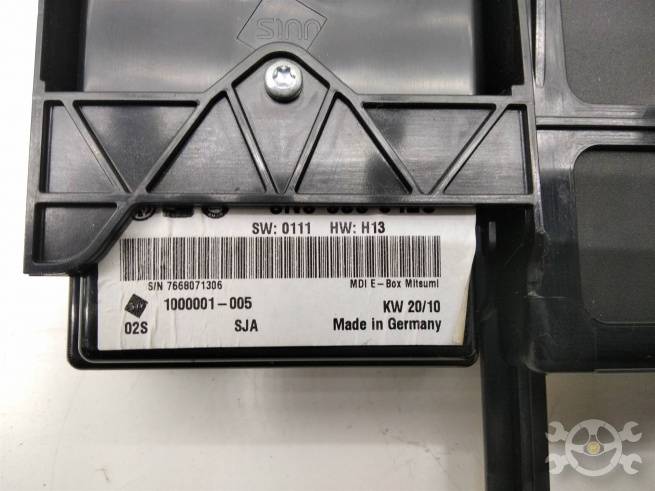 SW: 0111 HW: H13
S/N 7668071306 MDI E-Box Mitsumi
1000001-005 KW 20/10
02S SJA Made in Germany